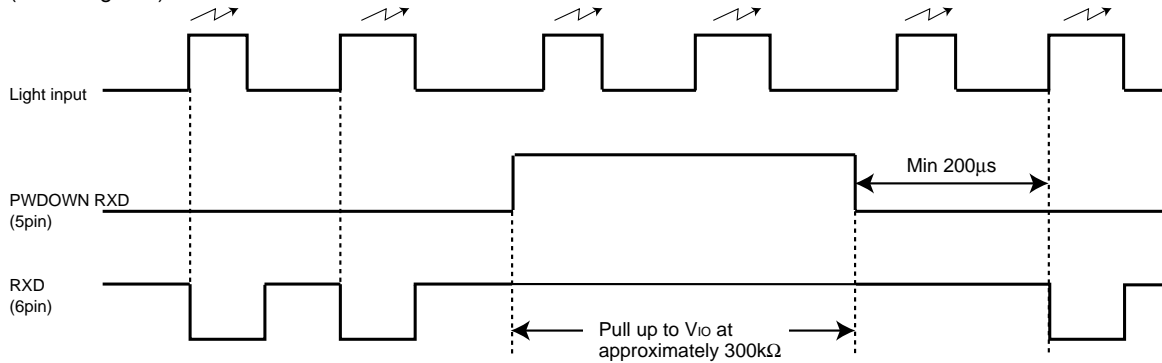 Light input
PWDOWN RXD
(5pin)
Min 200μs
RXD
(6pin)
Pull up to VIO at
approximately 300kΩ